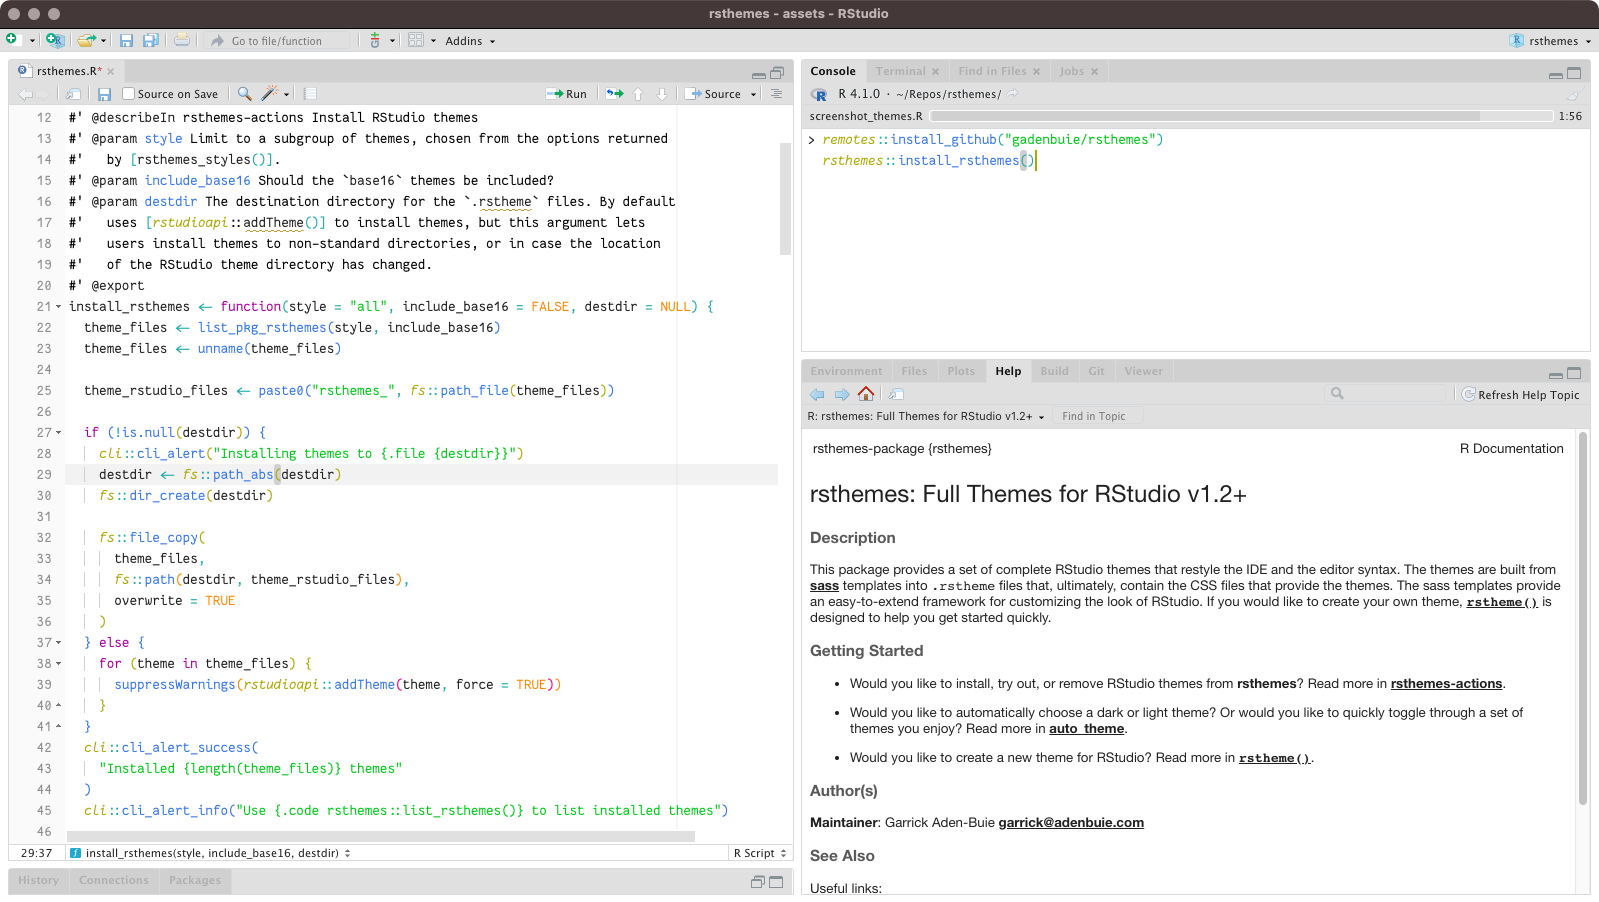 rsthemes - assets - RStudio
Go to file/function
Addins
rsthemes
rsthemes.R*
Source on Save
Run
Source
12 #' @describeIn rsthemes-actions Install RStudio themes
13 #' @param style Limit to a subgroup of themes, chosen from the options returned
14 #'   by [rsthemes_styles()].
15 #' @param include_base16 Should the `base16` themes be included?
16 #' @param destdir The destination directory for the `.rstheme` files. By default
17 #'   uses [rstudioapi::addTheme()] to install themes, but this argument lets
18 #'   users install themes to non-standard directories, or in case the location
19 #'   of the RStudio theme directory has changed.
20 #' @export
21 install_rsthemes <- function(style = "all", include_base16 = FALSE, destdir = NULL) {
22   theme_files <- list_pkg_rsthemes(style, include_base16)
23   theme_files <- unname(theme_files)
24
25   theme_rstudio_files <- paste0("rsthemes_", fs::path_file(theme_files))
26
27   if (!is.null(destdir)) {
28     cli::cli_alert("Installing themes to {.file {destdir}}")
29     destdir <- fs::path_abs(destdir)
30     fs::dir_create(destdir)
31
32     fs::file_copy(
33       theme_files,
34       fs::path(destdir, theme_rstudio_files),
35       overwrite = TRUE
36     )
37   } else {
38     for (theme in theme_files) {
39       suppressWarnings(rstudioapi::addTheme(theme, force = TRUE))
40     }
41   }
42   cli::cli_alert_success(
43     "Installed {length(theme_files)} themes"
44   )
45   cli::cli_alert_info("Use {.code rsthemes::list_rsthemes()} to list installed themes")
46
29:37 install_rsthemes(style, include_base16, destdir) R Script
History Connections Packages
Console Terminal Find in Files Jobs
R 4.1.0 · ~/Repos/rsthemes/
screenshot_themes.R 1:56
> remotes::install_github("gadenbuie/rsthemes")
rsthemes::install_rsthemes()
Environment Files Plots Help Build Git Viewer
Refresh Help Topic
R: rsthemes: Full Themes for RStudio v1.2+ Find in Topic
rsthemes-package {rsthemes} R Documentation
rsthemes: Full Themes for RStudio v1.2+
Description
This package provides a set of complete RStudio themes that restyle the IDE and the editor syntax. The themes are built from
sass templates into .rstheme files that, ultimately, contain the CSS files that provide the themes. The sass templates provide
an easy-to-extend framework for customizing the look of RStudio. If you would like to create your own theme, rstheme() is
designed to help you get started quickly.
Getting Started
• Would you like to install, try out, or remove RStudio themes from rsthemes? Read more in rsthemes-actions.
• Would you like to automatically choose a dark or light theme? Or would you like to quickly toggle through a set of
themes you enjoy? Read more in auto_theme.
• Would you like to create a new theme for RStudio? Read more in rstheme().
Author(s)
Maintainer: Garrick Aden-Buie garrick@adenbuie.com
See Also
Useful links: